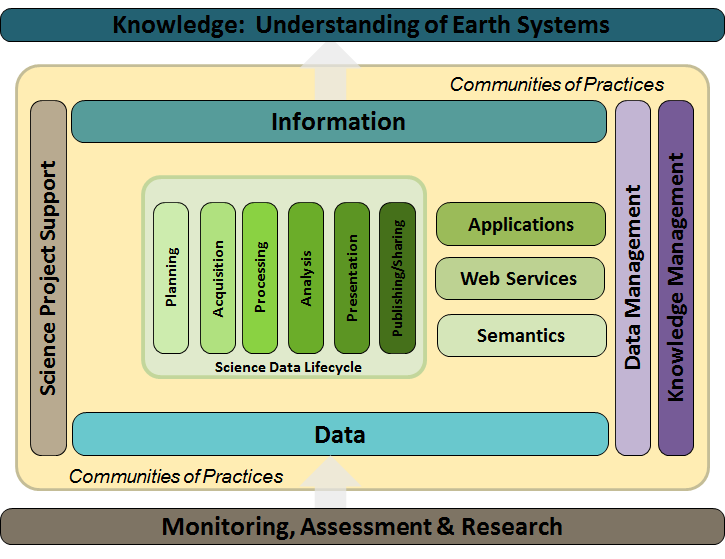 Knowledge:  Understanding of Earth Systems
Communities of Practices
Science Project Support
Information
Planning
Acquisition
Processing
Analysis
Presentation
Publishing/Sharing
Science Data Lifecycle
Applications
Web Services
Semantics
Data Management
Knowledge Management
Data
Communities of Practices
Monitoring, Assessment & Research